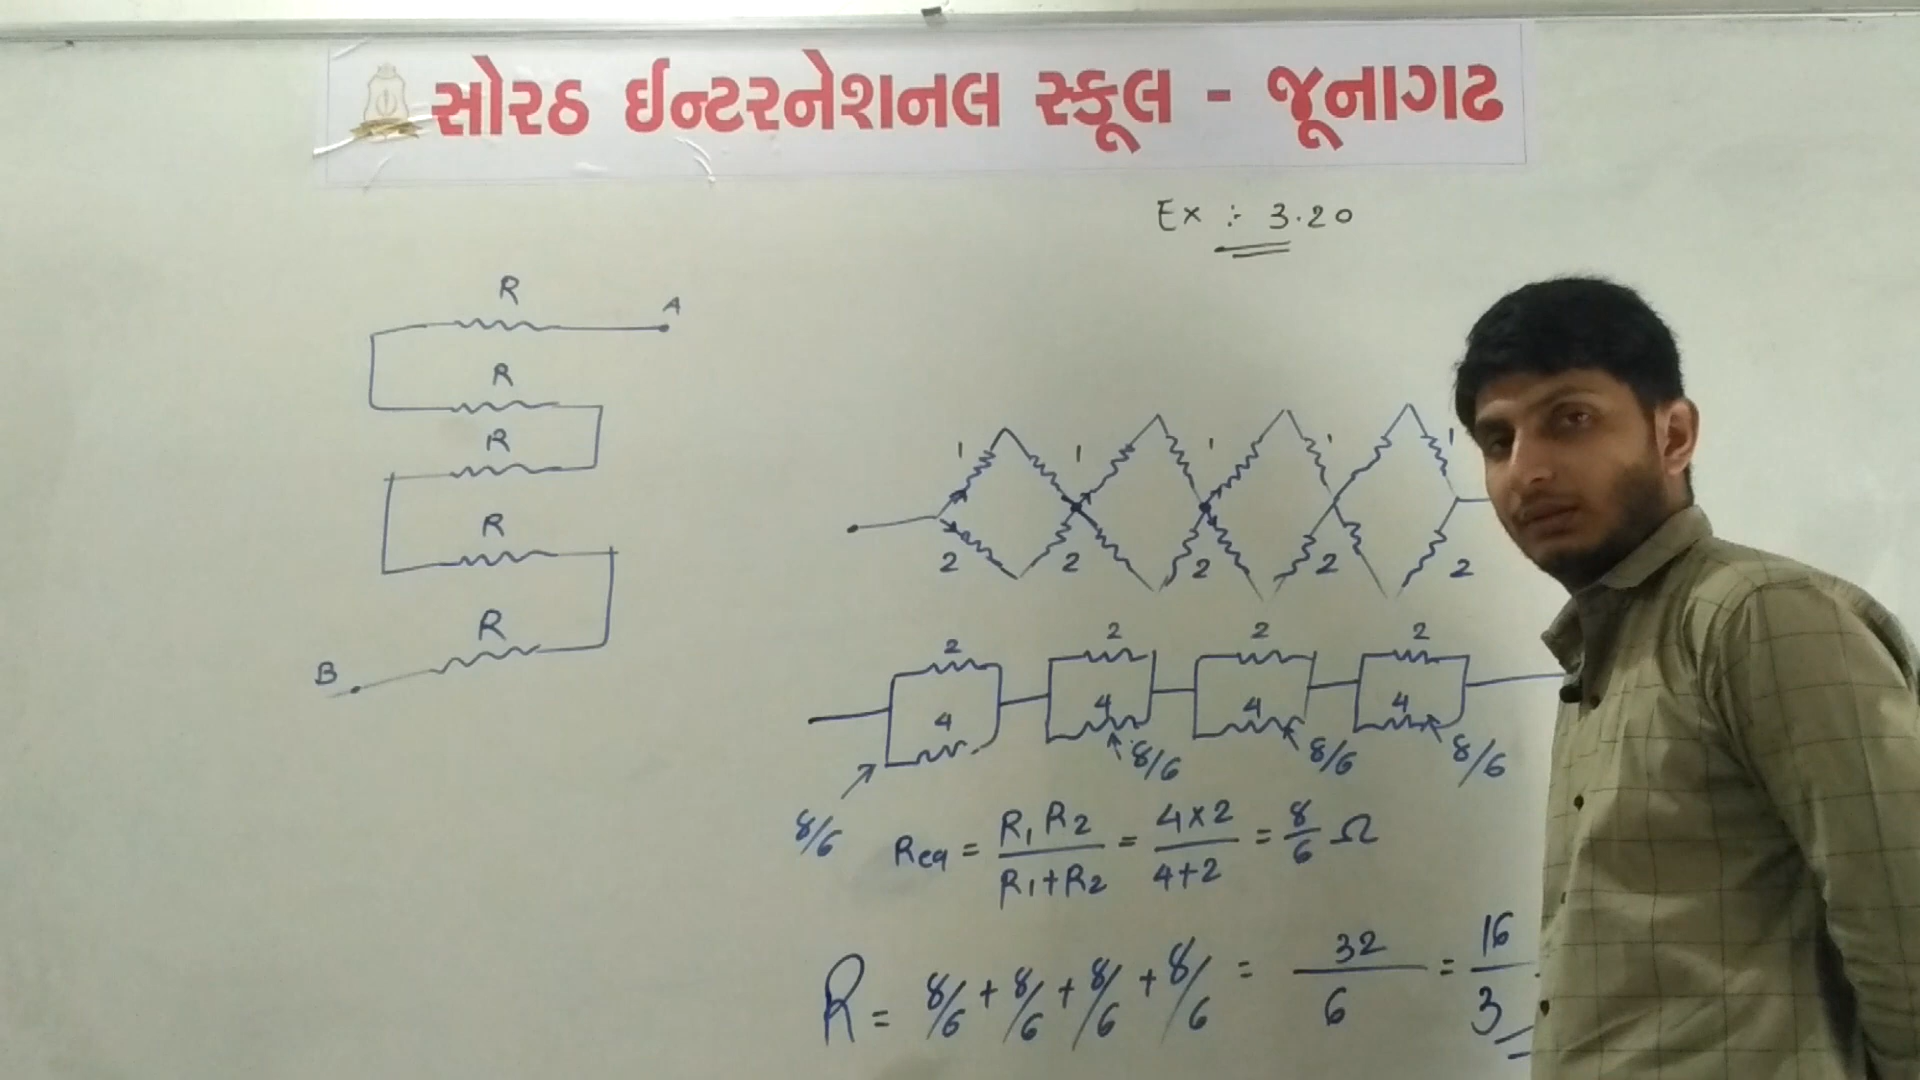 સોરઠ ઈન્ટરનેશનલ સ્કૂલ - જૂનાગઢ
Ex :- 3.20
R
A
R
R
R
R
B
1 1 1 1 1
2 2 2 2 2
2 2 2 2
4 4 4 4
8/6 8/6 8/6
8/6
Req = R1 R2 / R1+R2 = 4×2 / 4+2 = 8/6 Ω
R = 8/6 + 8/6 + 8/6 + 8/6 = 32/6 = 16/3